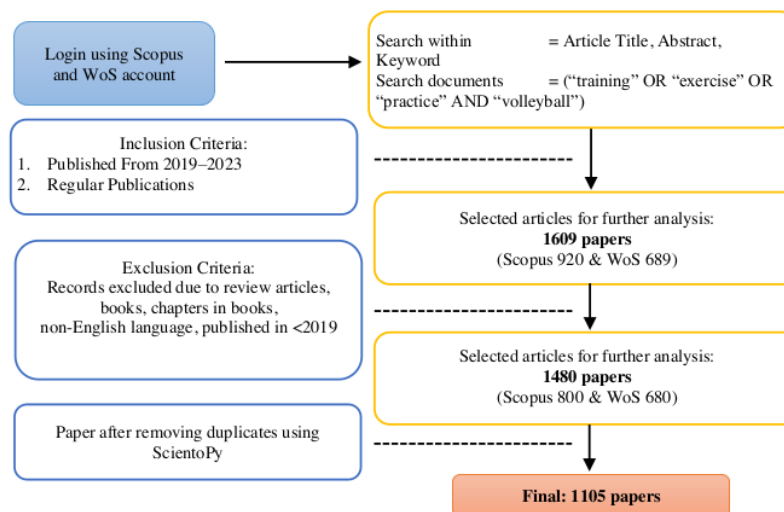 Login using Scopus
and WoS account
Search within = Article Title, Abstract,
Keyword
Search documents = (“training” OR “exercise” OR
“practice” AND “volleyball”)
Inclusion Criteria:
1. Published From 2019–2023
2. Regular Publications
Selected articles for further analysis:
1609 papers
(Scopus 920 & WoS 689)
Exclusion Criteria:
Records excluded due to review articles,
books, chapters in books,
non-English language, published in <2019
Selected articles for further analysis:
1480 papers
(Scopus 800 & WoS 680)
Paper after removing duplicates using
ScientoPy
Final: 1105 papers